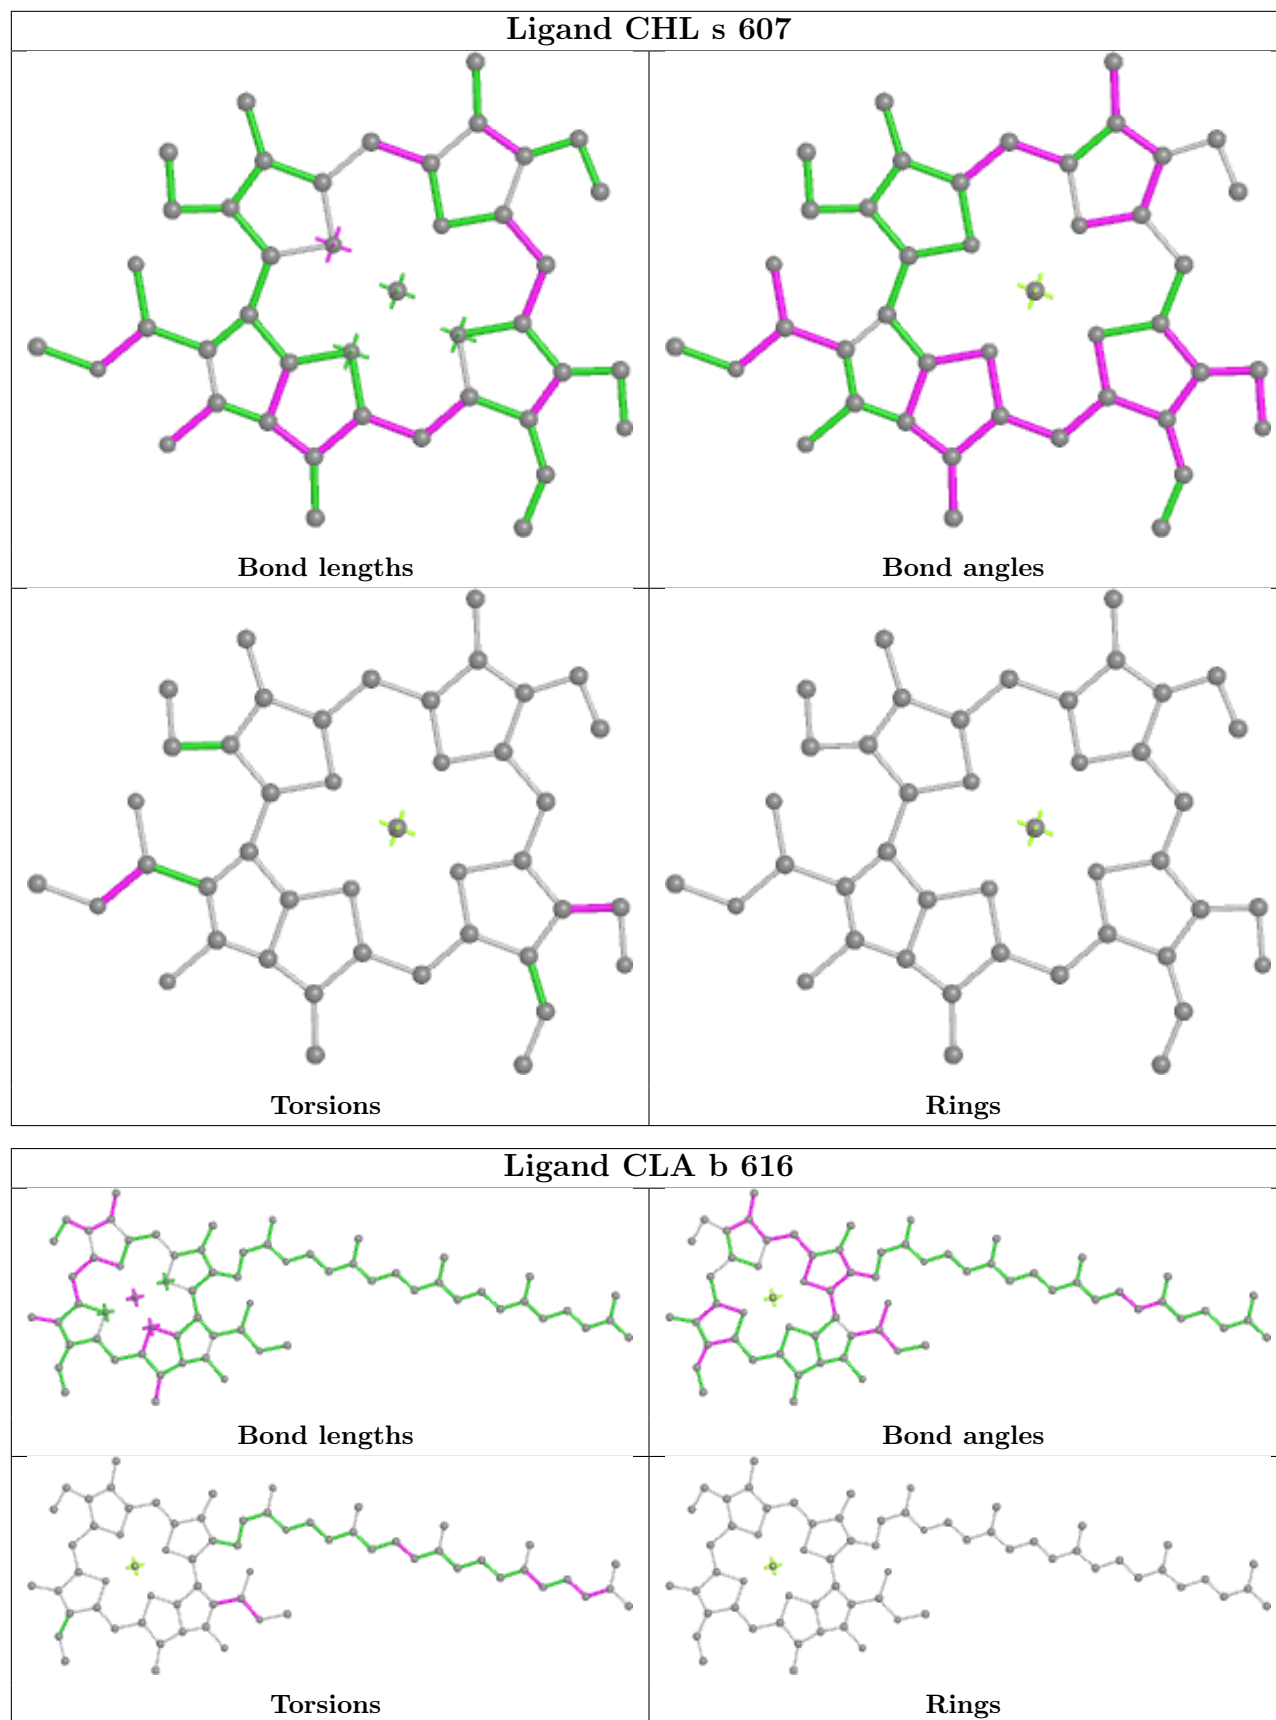 Ligand CHL s 607
Bond lengths
Bond angles
Torsions
Rings
Ligand CLA b 616
Bond lengths
Bond angles
Torsions
Rings